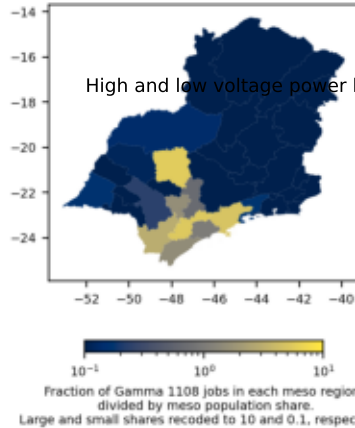 −14
High and low voltage power
−16
−18
−20
−22
−24
−52 −50 −48 −46 −44 −42 −40
10⁻¹ 10⁰ 10¹
Fraction of Gamma 1108 jobs in each meso region
divided by meso population share.
Large and small shares recoded to 10 and 0.1,